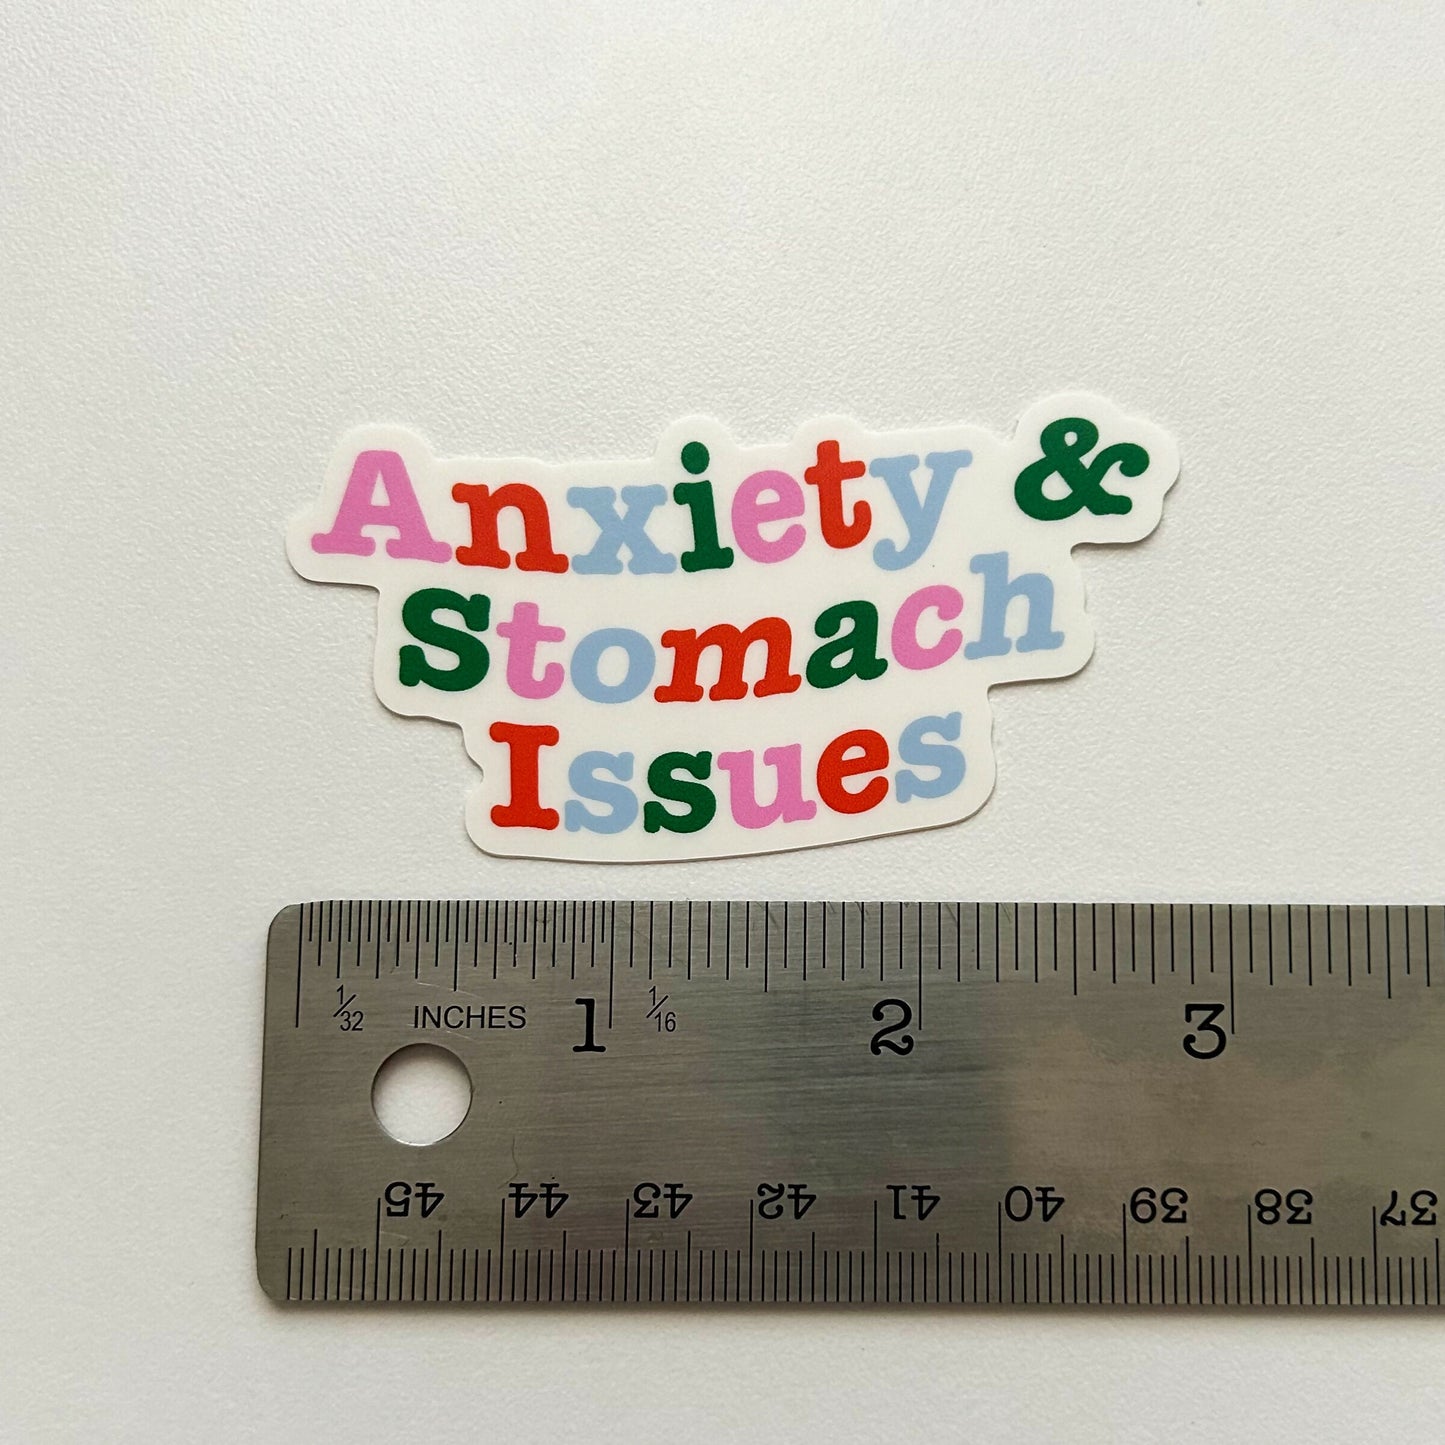 Anxiety &
Stomach
Issues
1/32 INCHES 1 1/16 2 3
45 44 43 42 41 40 39 38 37